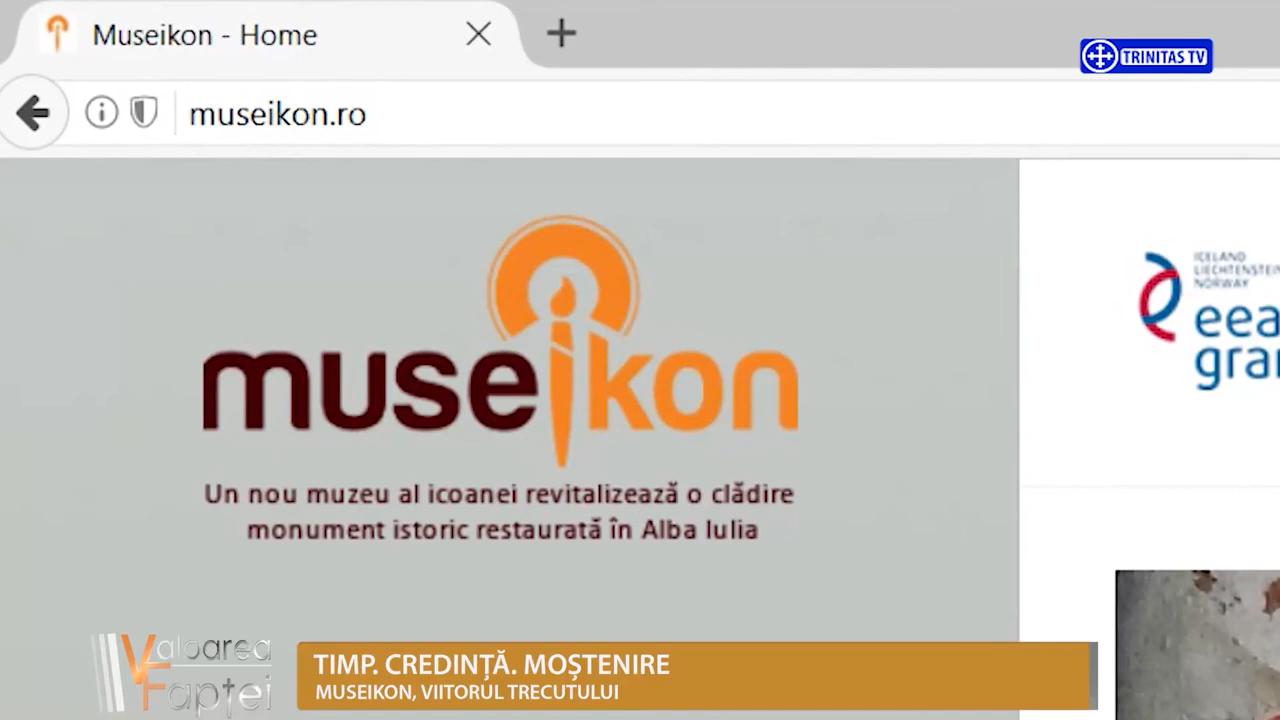 Museikon - Home
TRINITAS TV
museikon.ro
ICELAND
LIECHTENSTEIN
NORWAY
eea
museikon
Un nou muzeu al icoanei revitalizează o clădire
monument istoric restaurată în Alba Iulia
Valoarea
Faptei
TIMP. CREDINȚĂ. MOȘTENIRE
MUSEIKON, VIITORUL TRECUTULUI